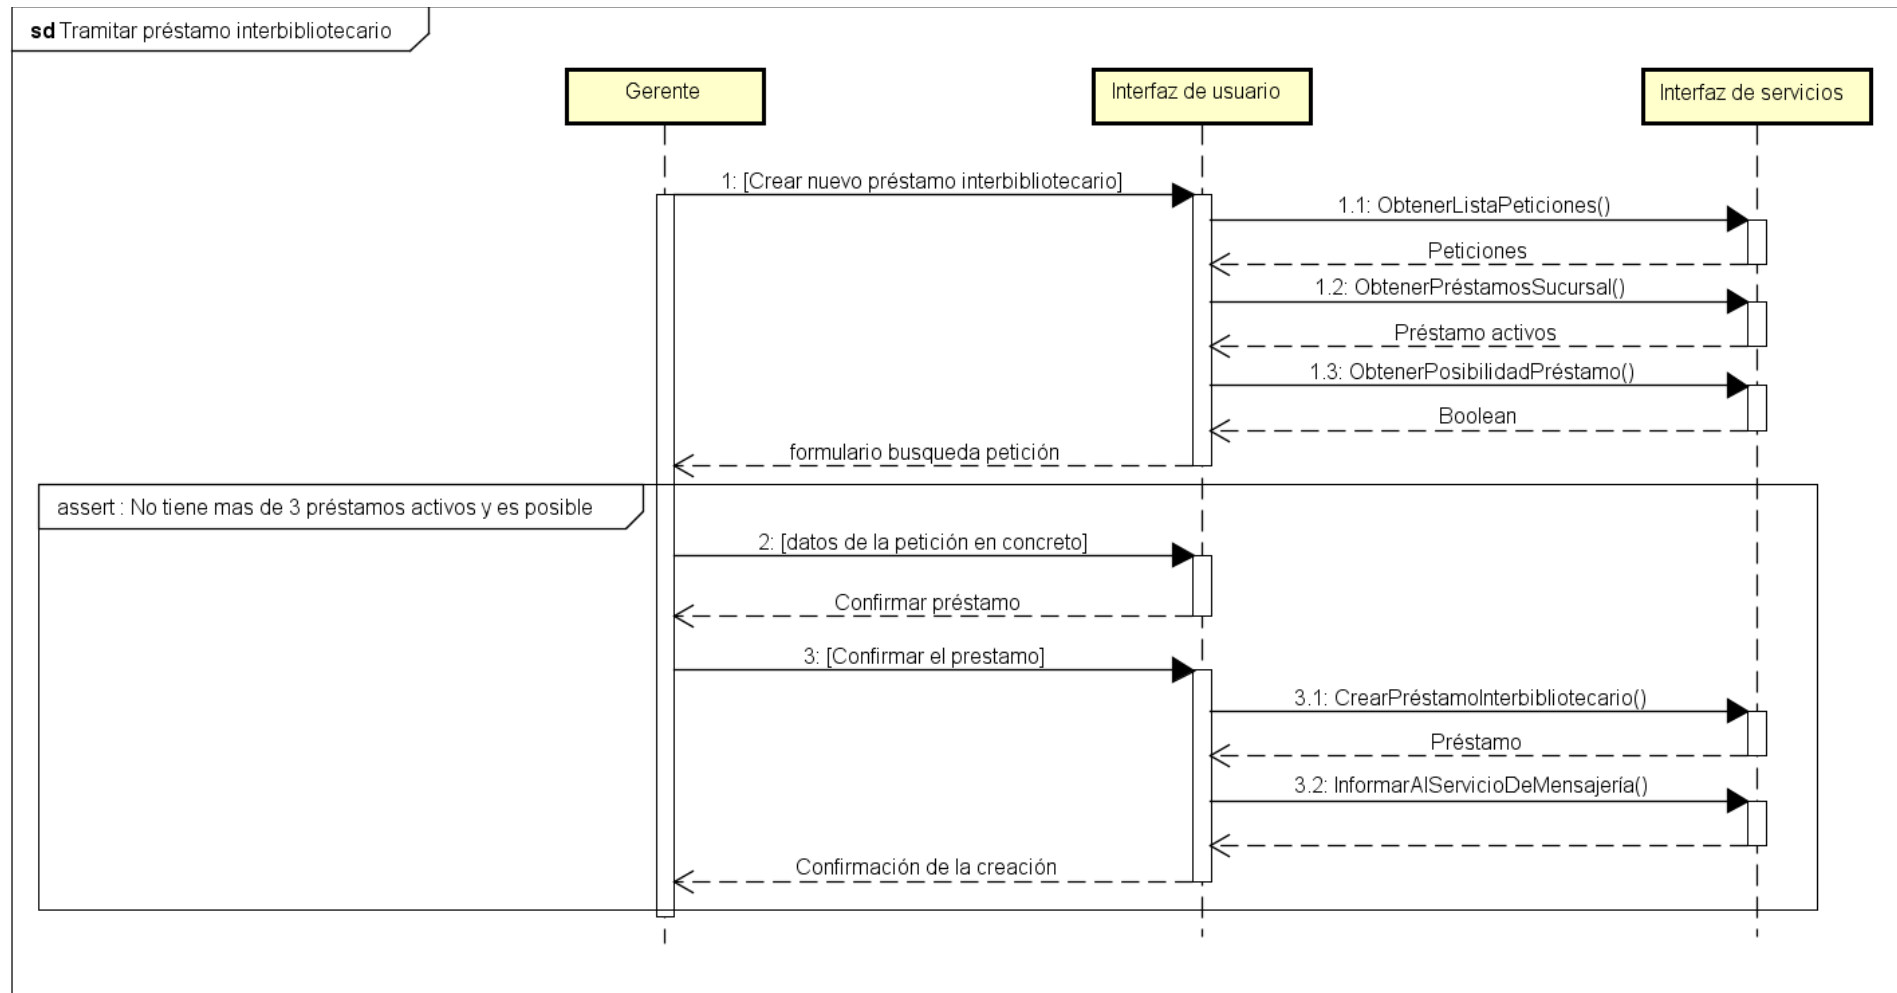 sd Tramitar préstamo interbibliotecario
Gerente
Interfaz de usuario
Interfaz de servicios
1: [Crear nuevo préstamo interbibliotecario]
1.1: ObtenerListaPeticiones()
Peticiones
1.2: ObtenerPréstamosSucursal()
Préstamo activos
1.3: ObtenerPosibilidadPréstamo()
Boolean
formulario busqueda petición
assert : No tiene mas de 3 préstamos activos y es posible
2: [datos de la petición en concreto]
Confirmar préstamo
3: [Confirmar el prestamo]
3.1: CrearPréstamoInterbibliotecario()
Préstamo
3.2: InformarAlServicioDeMensajería()
Confirmación de la creación